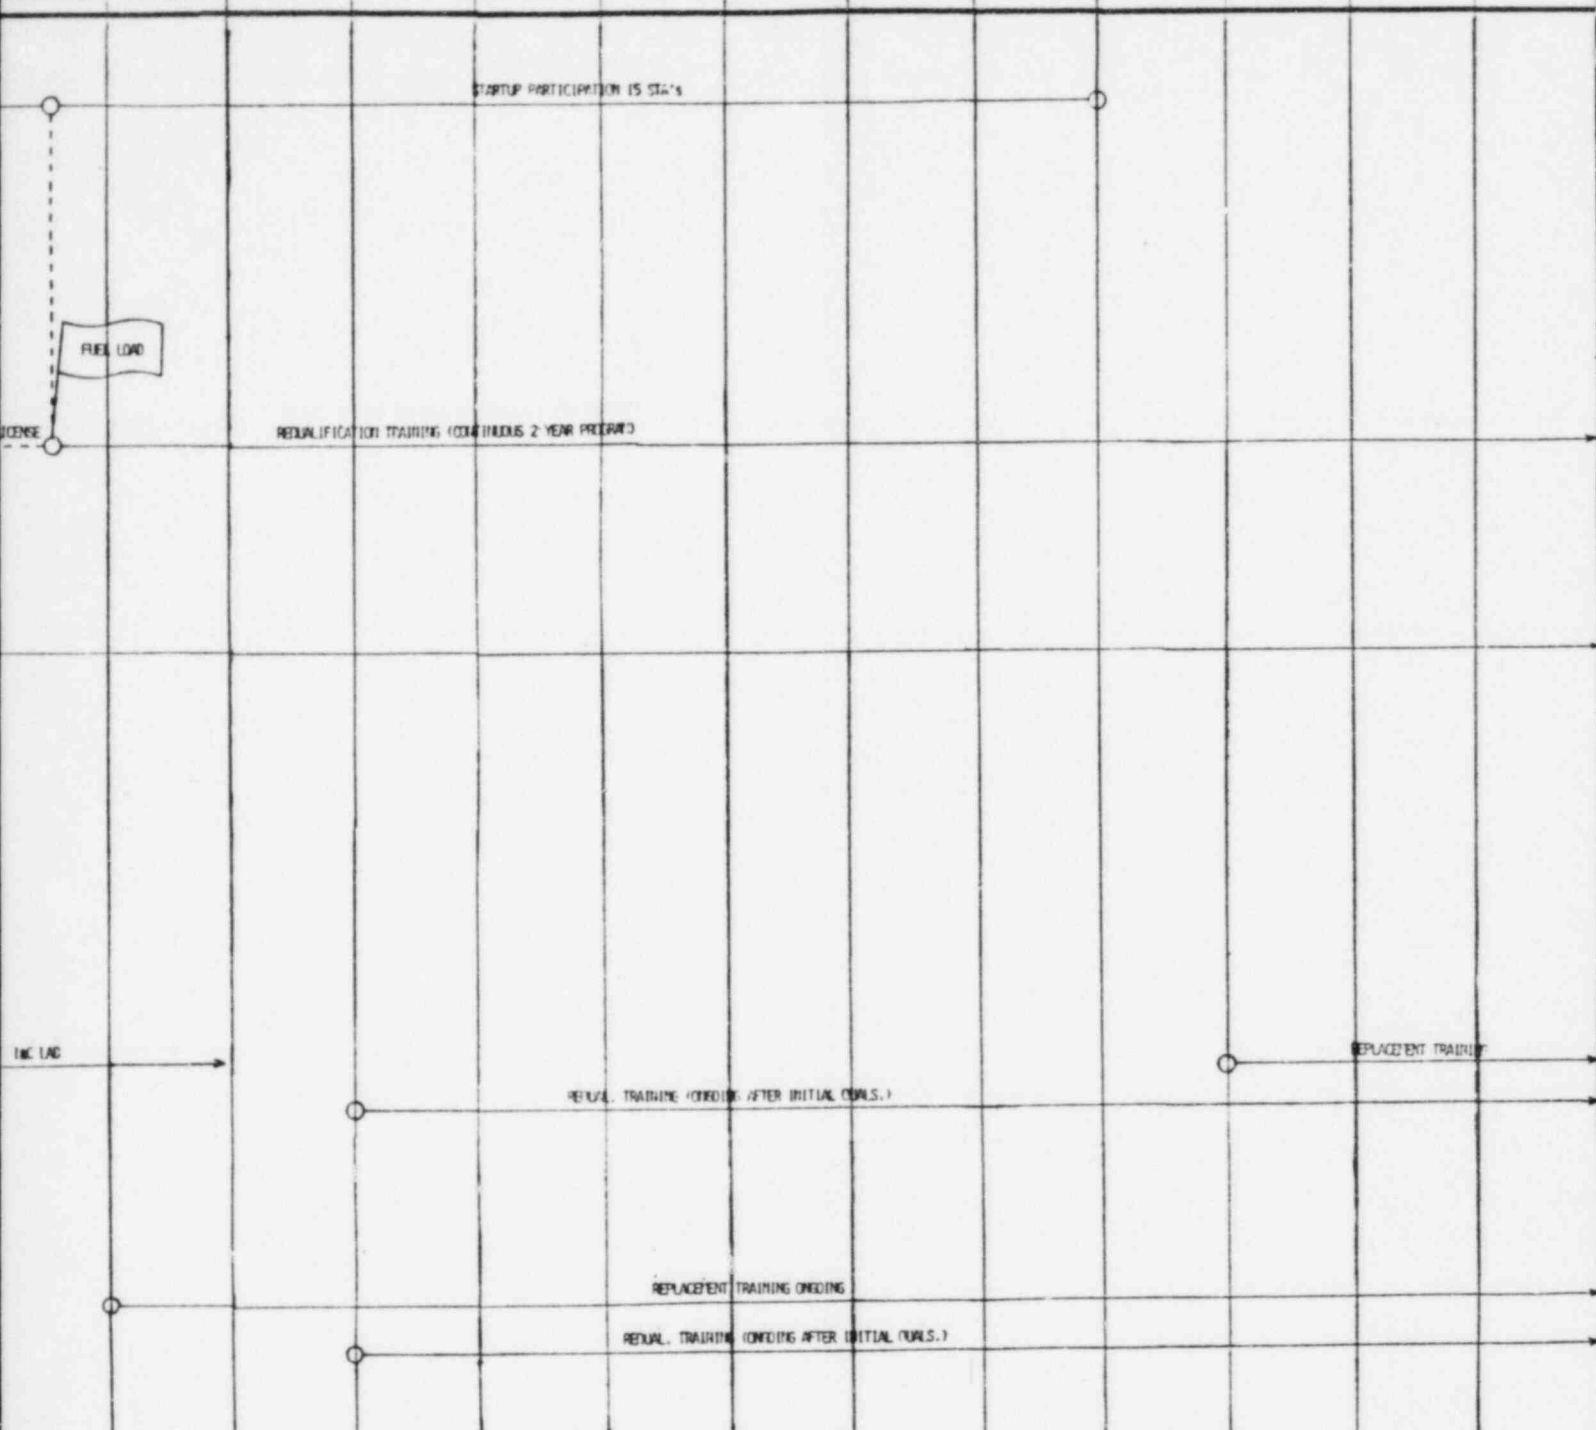 STARTUP PARTICIPATION 15 STA's
FUEL LOAD
ICENSE
REQUALIFICATION TRAINING (CONTINUOUS 2 YEAR PROGRAM)
LAB
REPLACEMENT TRAINING
REQUAL. TRAINING (ONGOING AFTER INITIAL QUALS.)
REPLACEMENT TRAINING ONGOING
REQUAL. TRAINING (ONGOING AFTER INITIAL QUALS.)